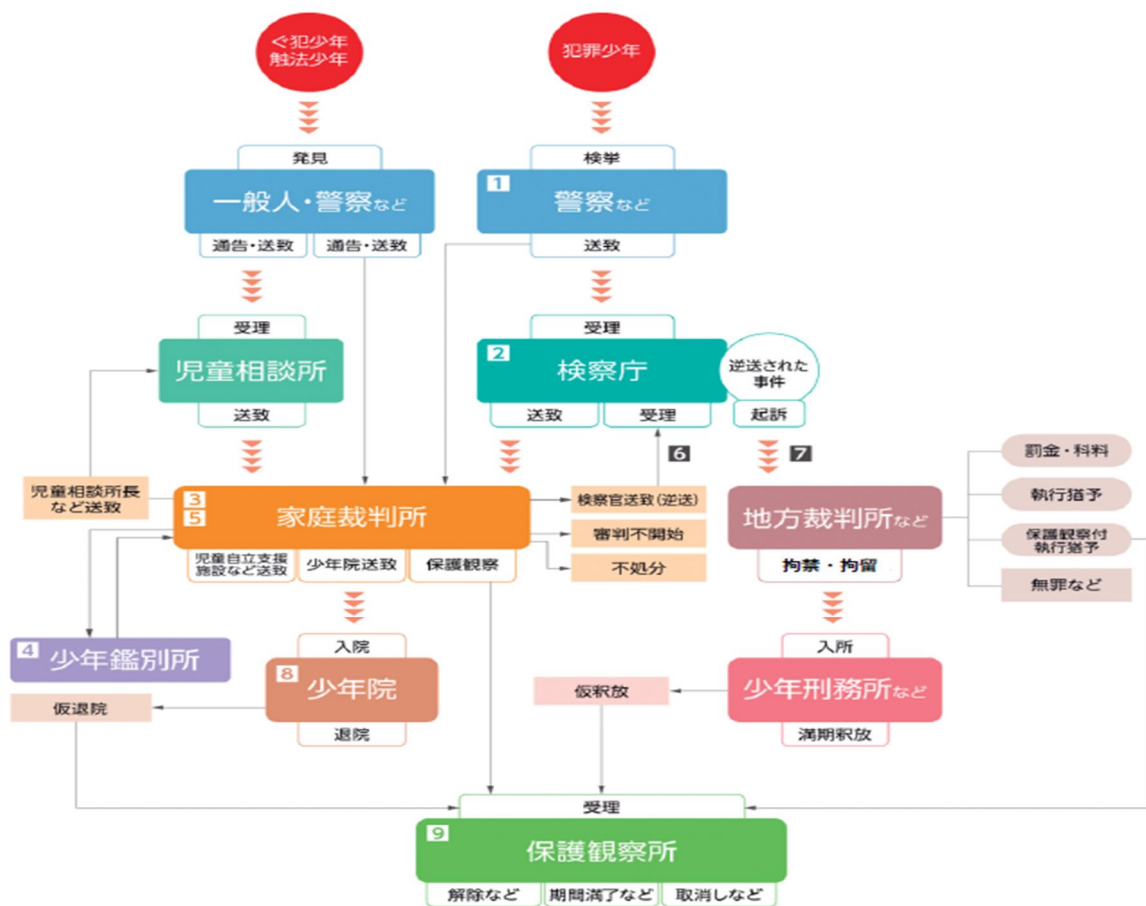 ぐ犯少年
触法少年
犯罪少年
発見
検挙
一般人・警察など
1
警察など
通告・送致
通告・送致
送致
受理
受理
児童相談所
2
検察庁
逆送された
事件
送致
送致
受理
起訴
6
7
罰金・科料
児童相談所長
など送致
3
5
家庭裁判所
検察官送致(逆送)
審判不開始
不処分
地方裁判所など
執行猶予
保護観察付
執行猶予
無罪など
児童自立支援
施設など送致
少年院送致
保護観察
拘禁・拘留
4
少年鑑別所
入院
8
少年院
退院
仮退院
入所
少年刑務所など
仮釈放
満期釈放
受理
9
保護観察所
解除など
期間満了など
取消しなど